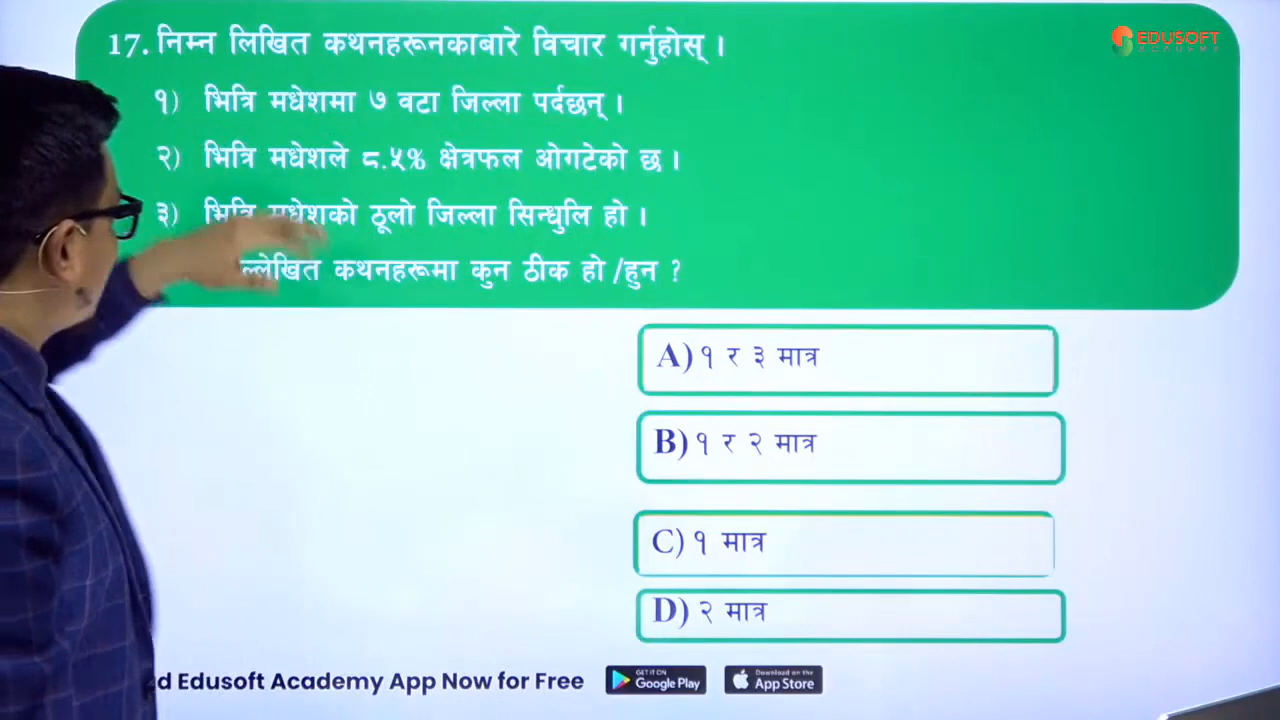 17. निम्न लिखित कथनहरूनकाबारे विचार गर्नुहोस् ।
EDUSOFT
ACADEMY
१) भित्रि मधेशमा ७ वटा जिल्ला पर्दछन् ।
२) भित्रि मधेशले ८.५% क्षेत्रफल ओगटेको छ ।
३) भित्रि मधेशको ठूलो जिल्ला सिन्धुलि हो ।
ल्लेखित कथनहरूमा कुन ठीक हो /हुन ?
A) १ र ३ मात्र
B) १ र २ मात्र
C) १ मात्र
D) २ मात्र
d Edusoft Academy App Now for Free
GET IT ON
Google Play
Download on the
App Store